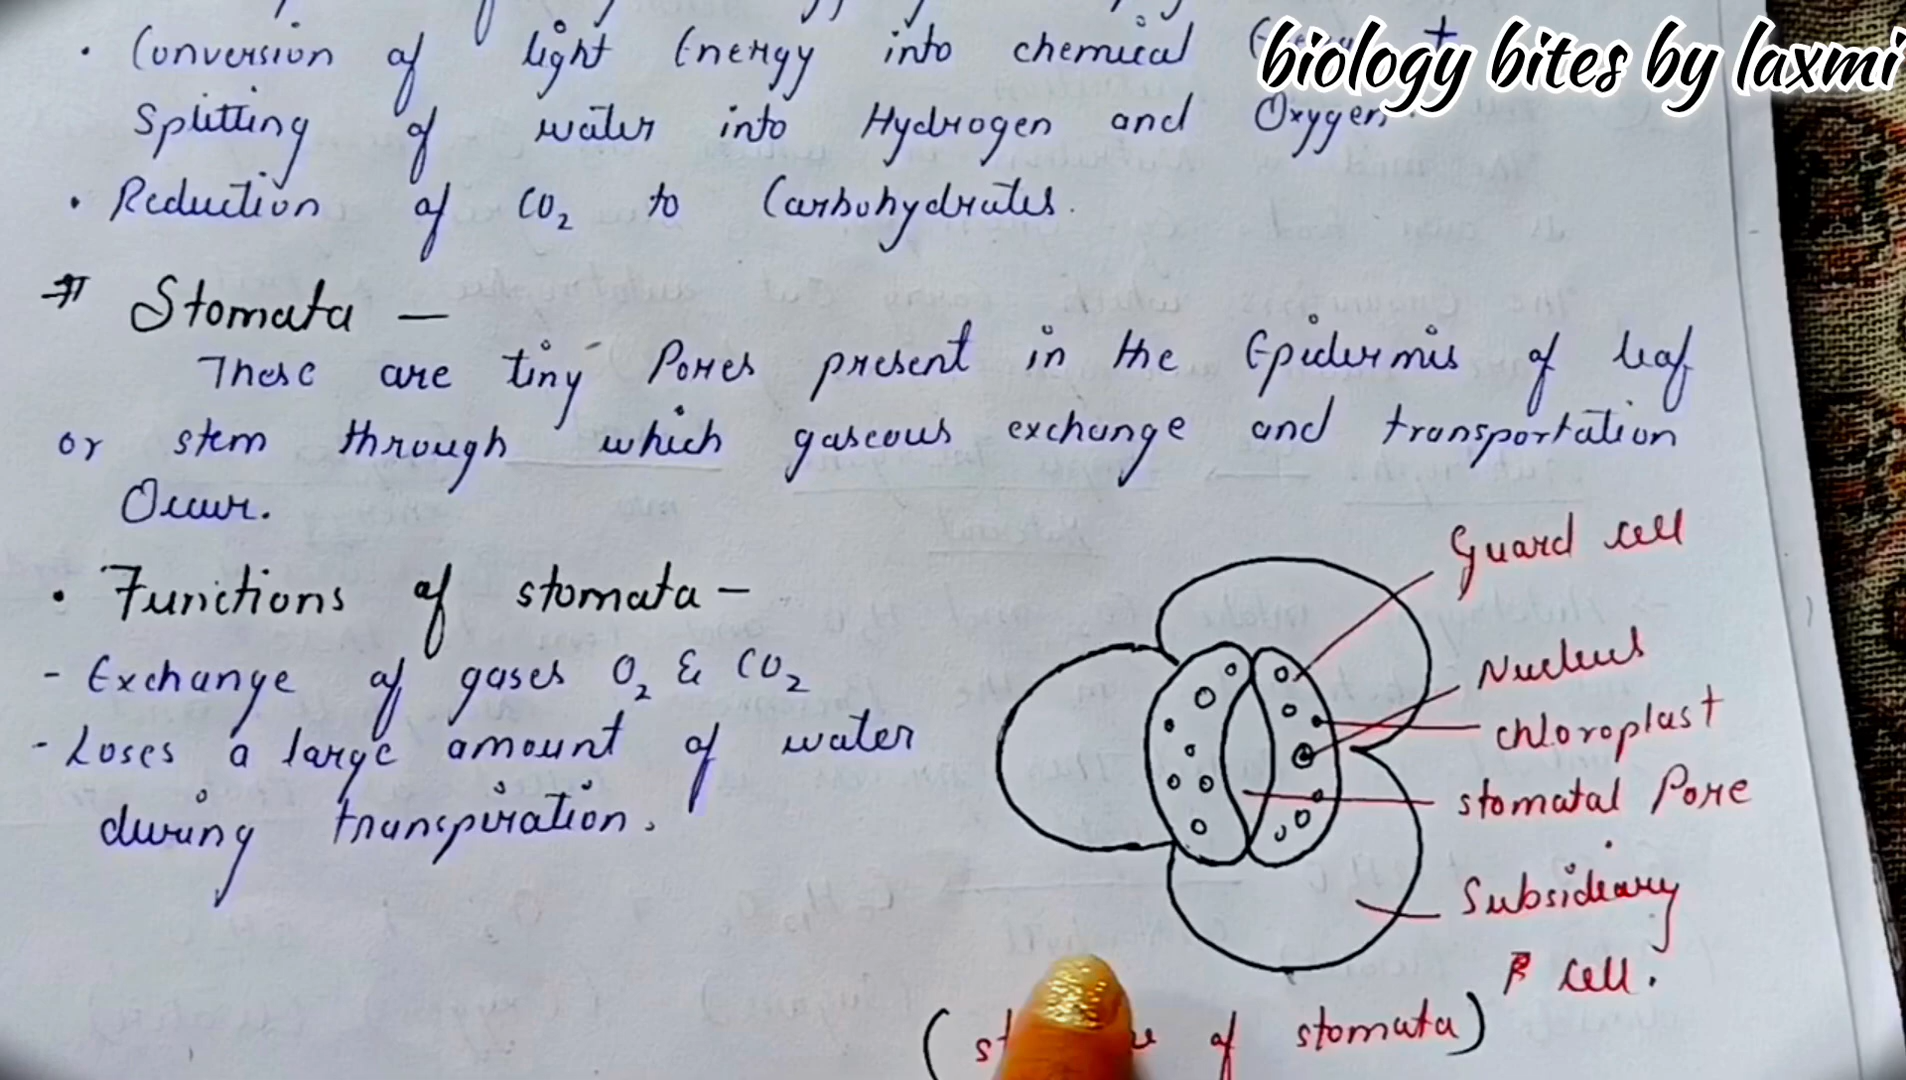 biology bites by laxmi
• Conversion of light Energy into chemical
Splitting of water into Hydrogen and Oxygen.
• Reduction of CO₂ to Carbohydrates.
# Stomata —
These are tiny Pores present in the Epidermis of leaf
or stem through which gaseous exchange and transportation
Occur.
• Functions of stomata –
- Exchange of gases O₂ & CO₂
- Loses a large amount of water
during transpiration.
Guard cell
Nucleus
chloroplast
stomatal Pore
Subsidiary
cell.
( of stomata)